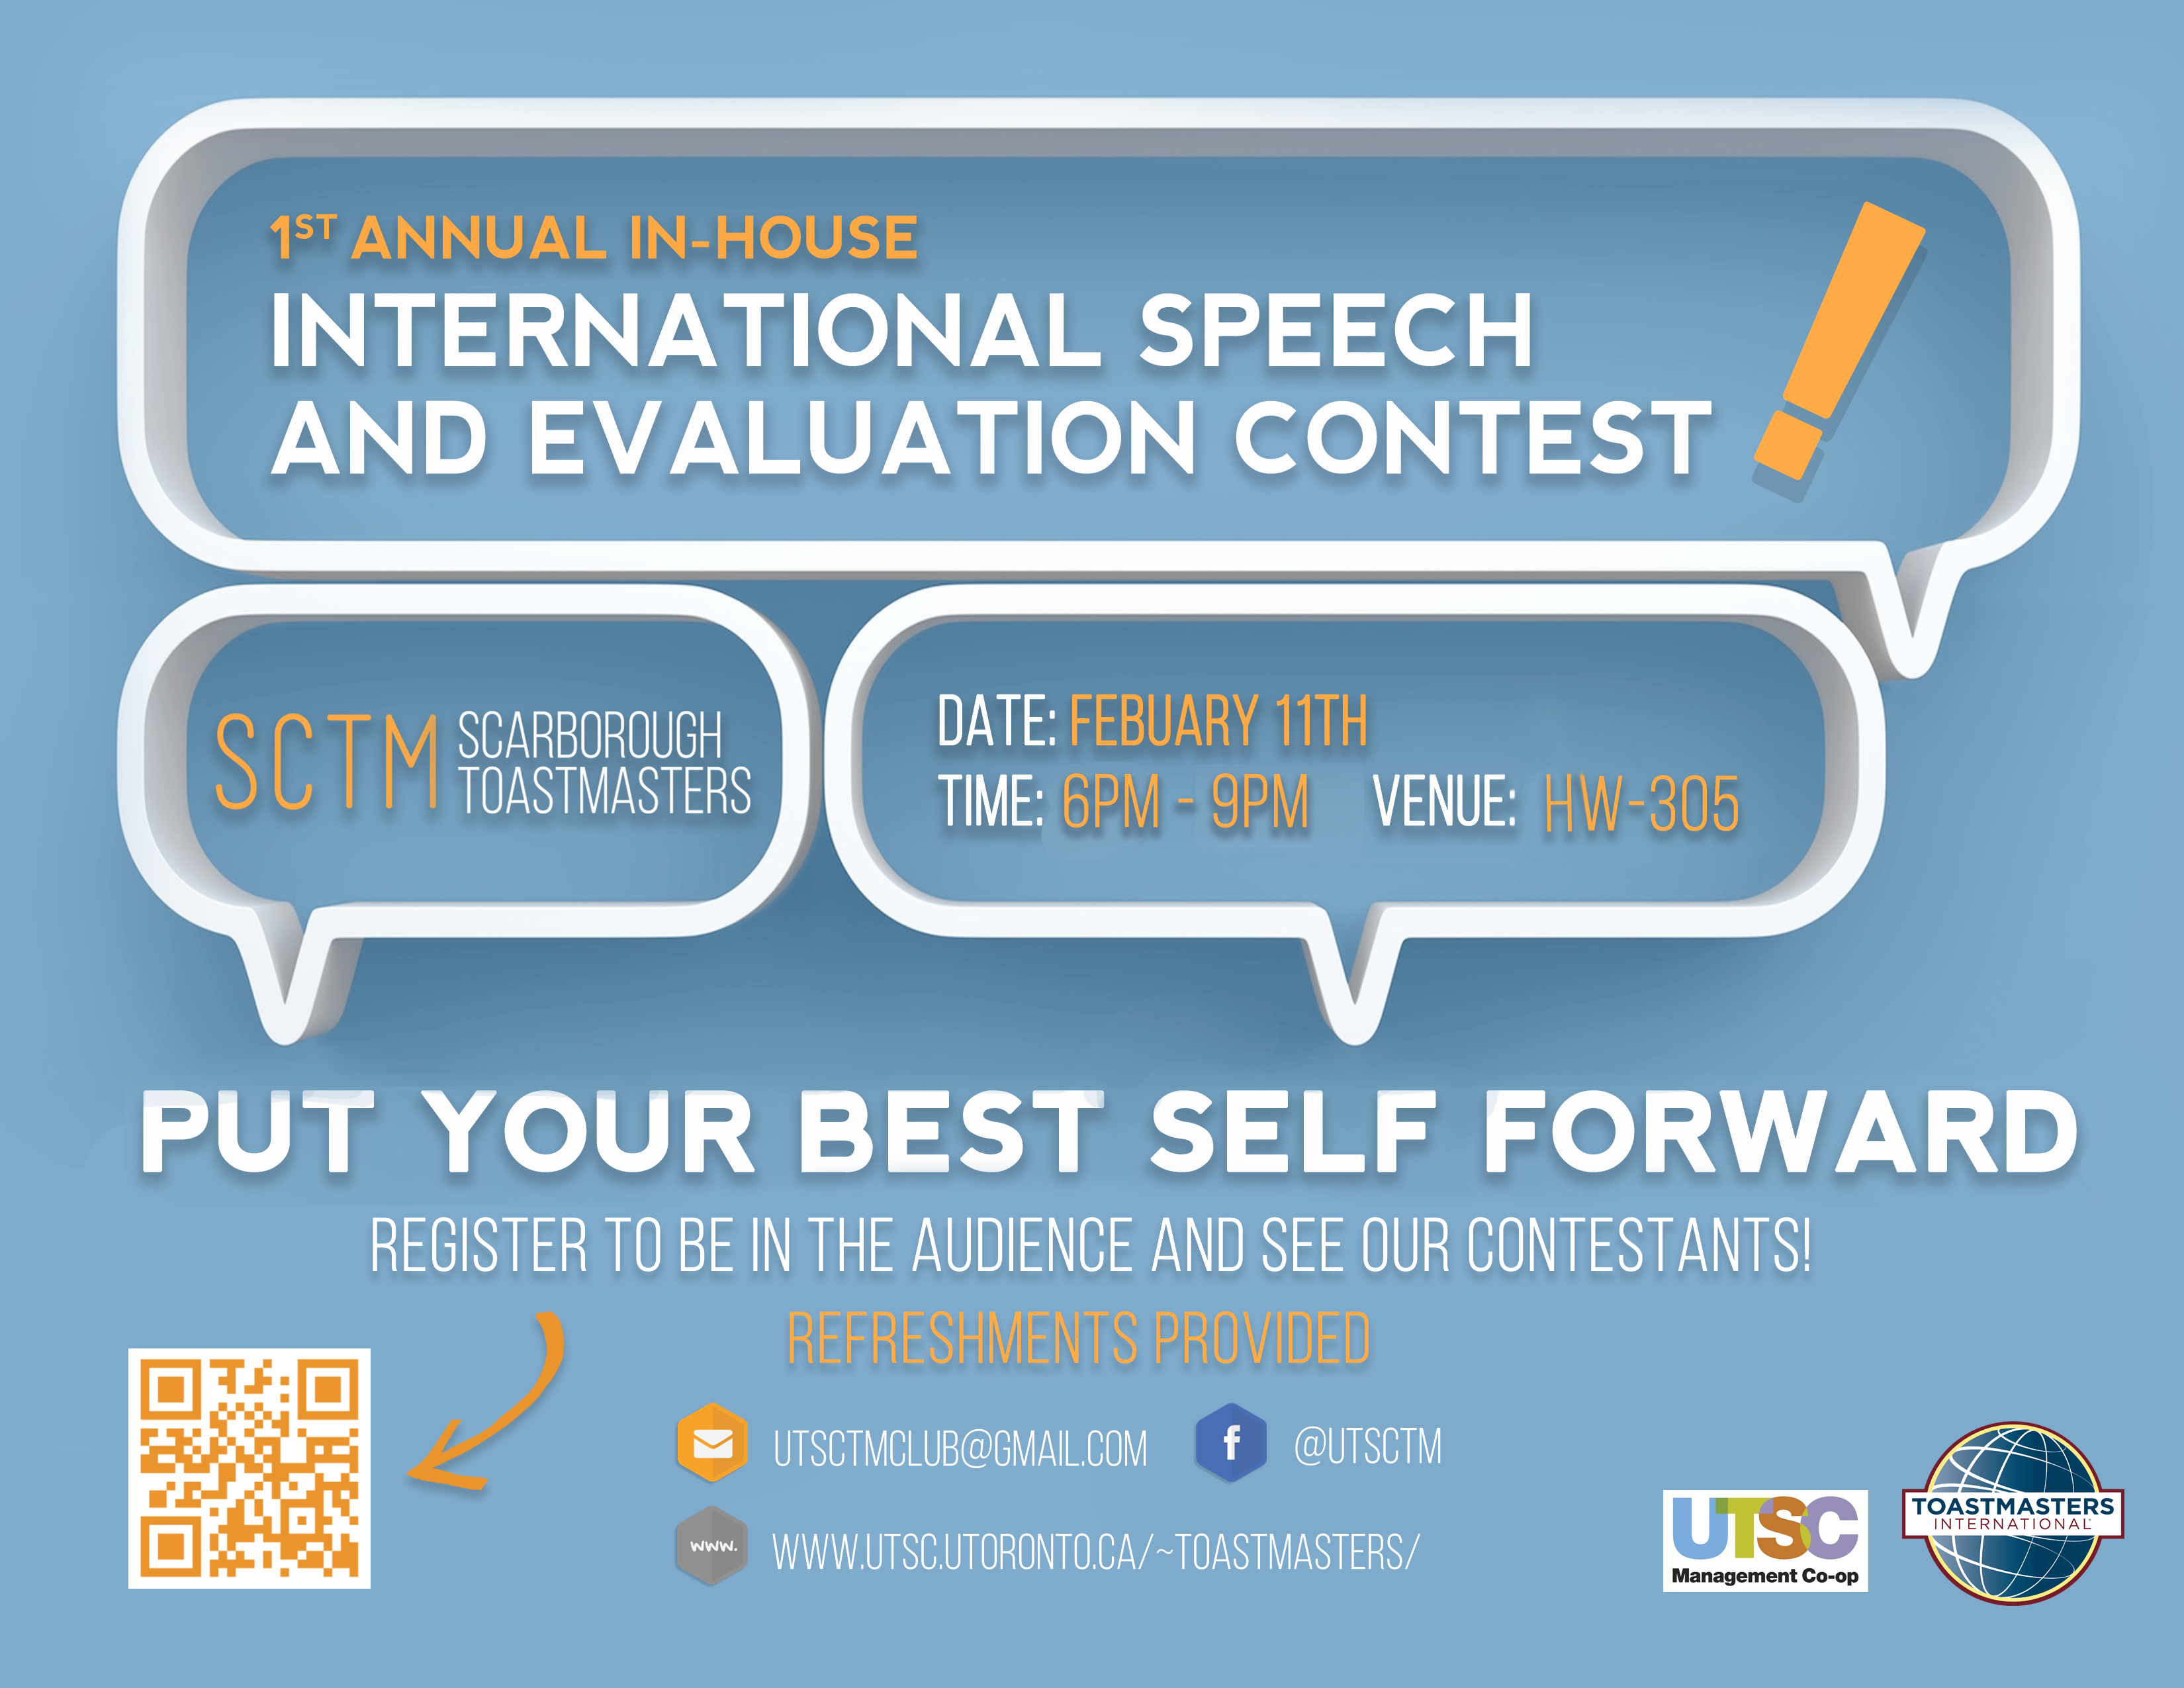 1ST ANNUAL IN-HOUSE
INTERNATIONAL SPEECH
AND EVALUATION CONTEST
!
SCTM
SCARBOROUGH
TOASTMASTERS
DATE: FEBUARY 11TH
TIME: 6PM - 9PM VENUE: HW-305
PUT YOUR BEST SELF FORWARD
REGISTER TO BE IN THE AUDIENCE AND SEE OUR CONTESTANTS!
REFRESHMENTS PROVIDED
UTSCTMCLUB@GMAIL.COM
f @UTSCTM
www. WWW.UTSC.UTORONTO.CA/~TOASTMASTERS/
UTSC
Management Co-op
TOASTMASTERS
INTERNATIONAL